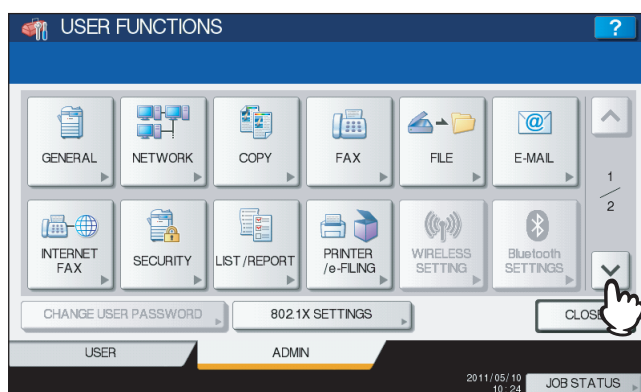 USER FUNCTIONS
?
GENERAL
NETWORK
COPY
FAX
FILE
E-MAIL
1
2
INTERNET
FAX
SECURITY
LIST/REPORT
PRINTER
/e-FILING
WIRELESS
SETTING
Bluetooth
SETTINGS
CHANGE USER PASSWORD
802.1X SETTINGS
CLOSE
USER
ADMIN
2011/05/10
10:24
JOB STATUS